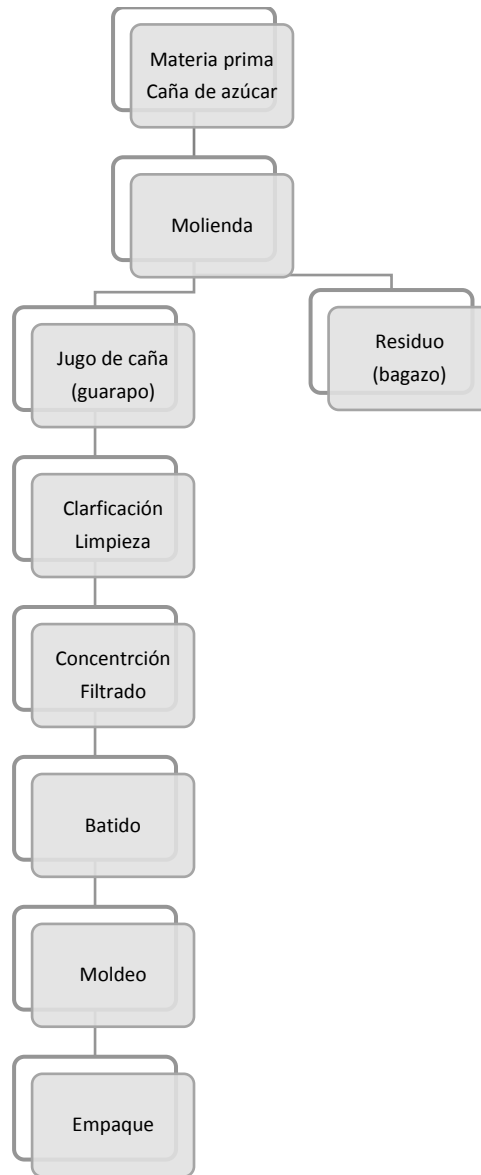 Materia prima
Caña de azúcar
Molienda
Jugo de caña
(guarapo)
Residuo
(bagazo)
Clarficación
Limpieza
Concentrción
Filtrado
Batido
Moldeo
Empaque